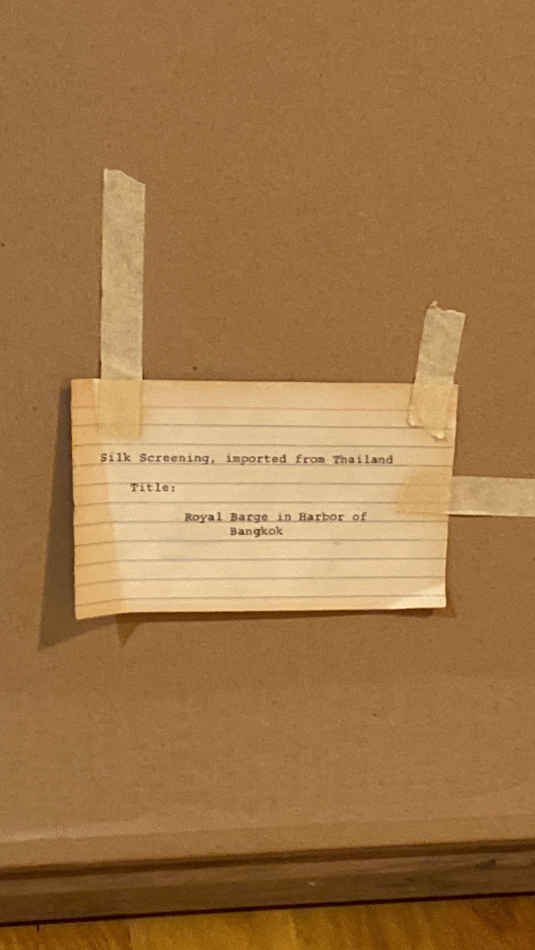 Silk Screening, imported from Thailand
Title:
Royal Barge in Harbor of
Bangkok